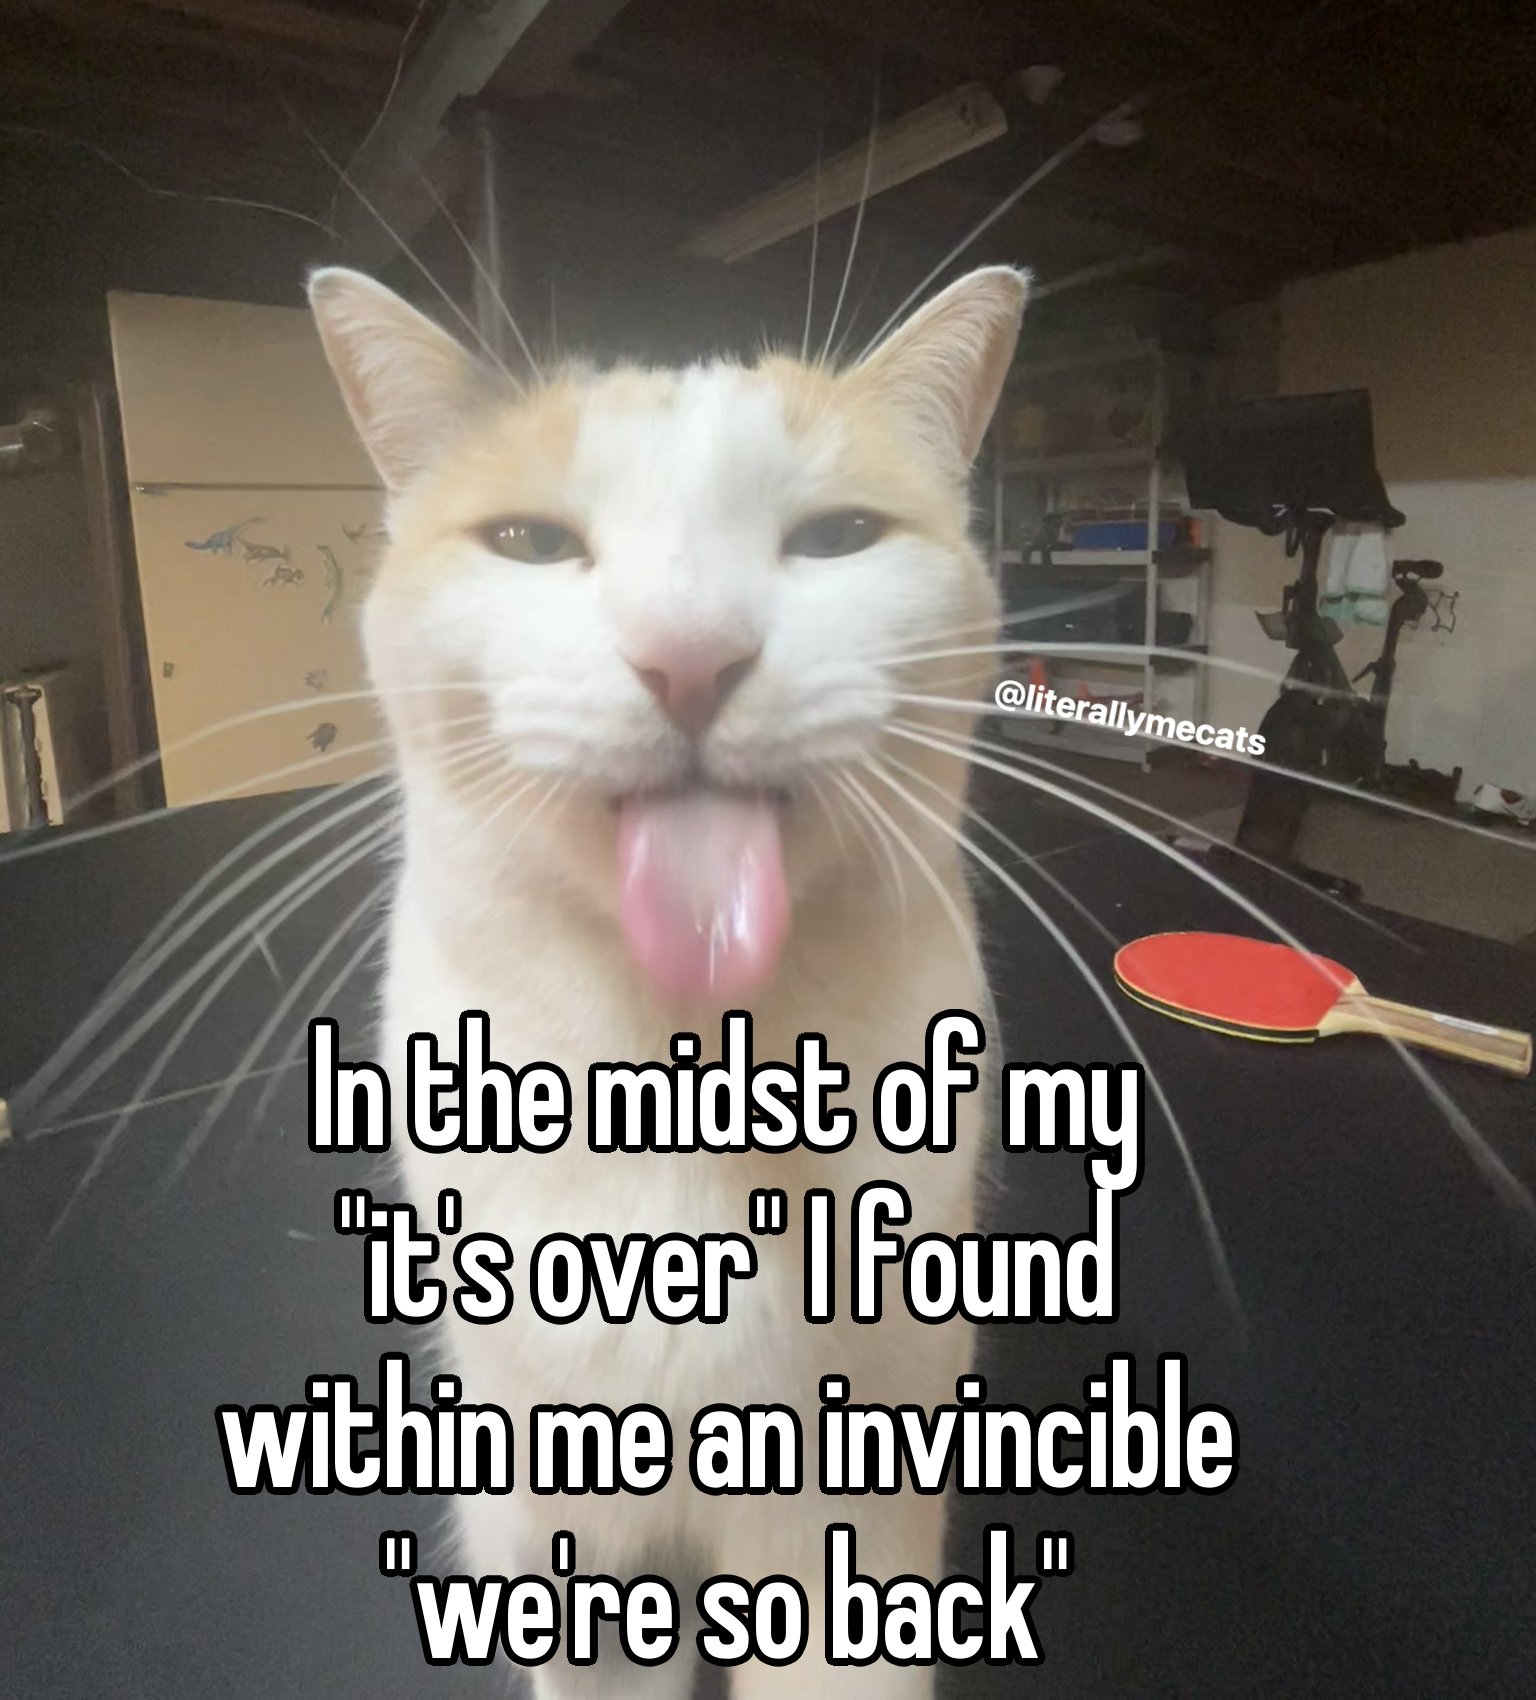 @literallymecats
In the midst of my
"it's over" I found
within me an invincible
"we're so back"